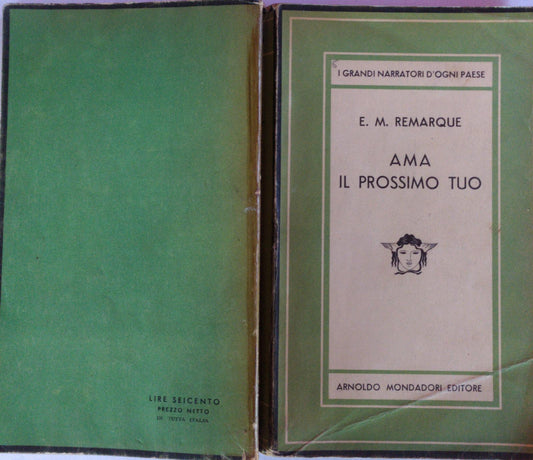 I GRANDI NARRATORI D'OGNI PAESE
E. M. REMARQUE
AMA
IL PROSSIMO TUO
ARNOLDO MONDADORI EDITORE
LIRE SEICENTO
PREZZO NETTO
IN TUTTA ITALIA